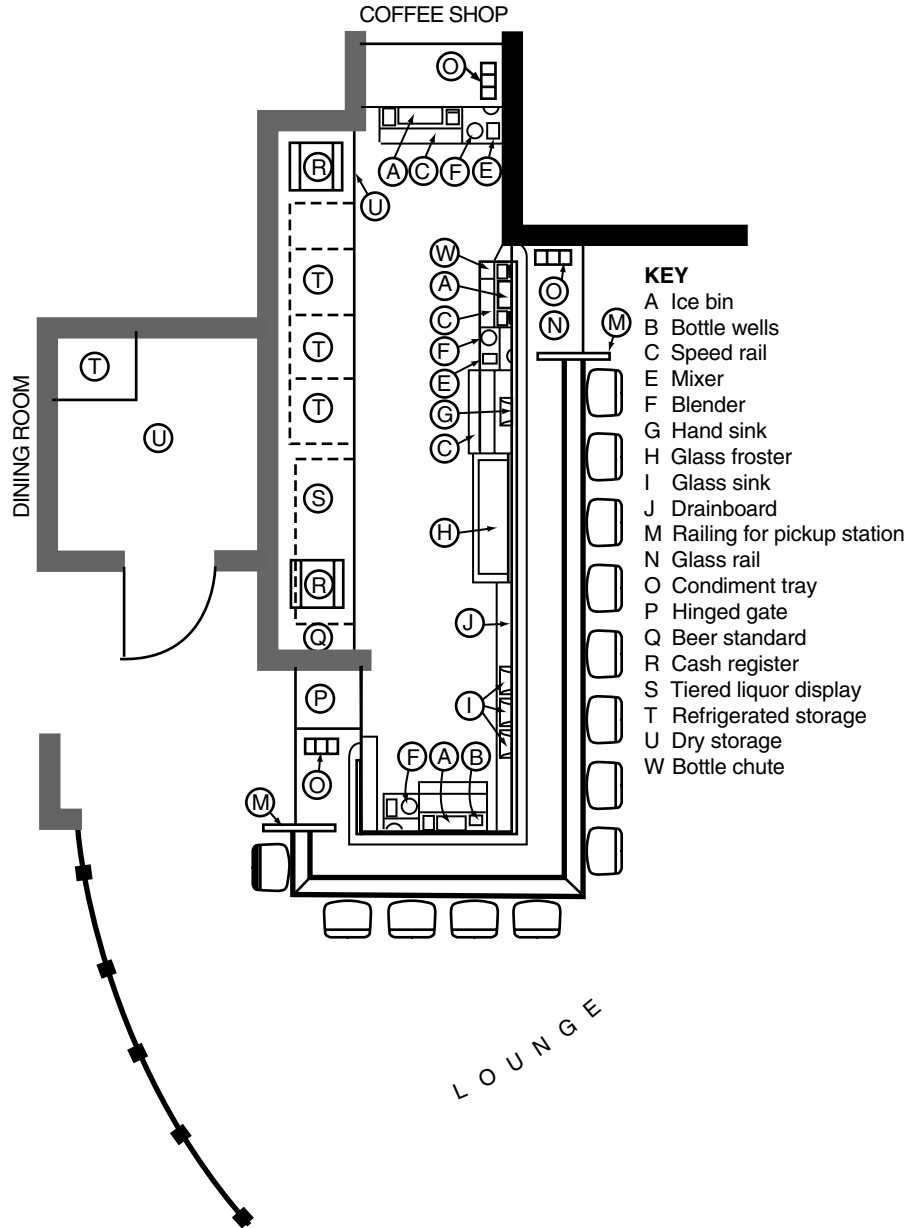 COFFEE SHOP
O
A C F E
R
U
W
T
A
O
KEY
A Ice bin
B Bottle wells
C Speed rail
E Mixer
F Blender
G Hand sink
H Glass froster
I Glass sink
J Drainboard
M Railing for pickup station
N Glass rail
O Condiment tray
P Hinged gate
Q Beer standard
R Cash register
S Tiered liquor display
T Refrigerated storage
U Dry storage
W Bottle chute
C
N
M
F
T
T
E
T
G
DINING ROOM
U
C
S
H
R
J
Q
P
I
F A B
O
M
LOUNGE